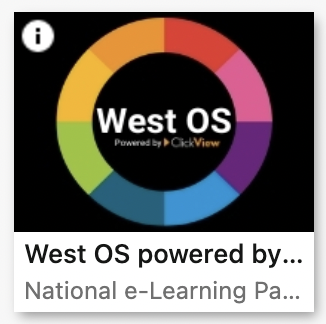 i
West OS
Powered by ClickView
West OS powered by...
National e-Learning Pa...